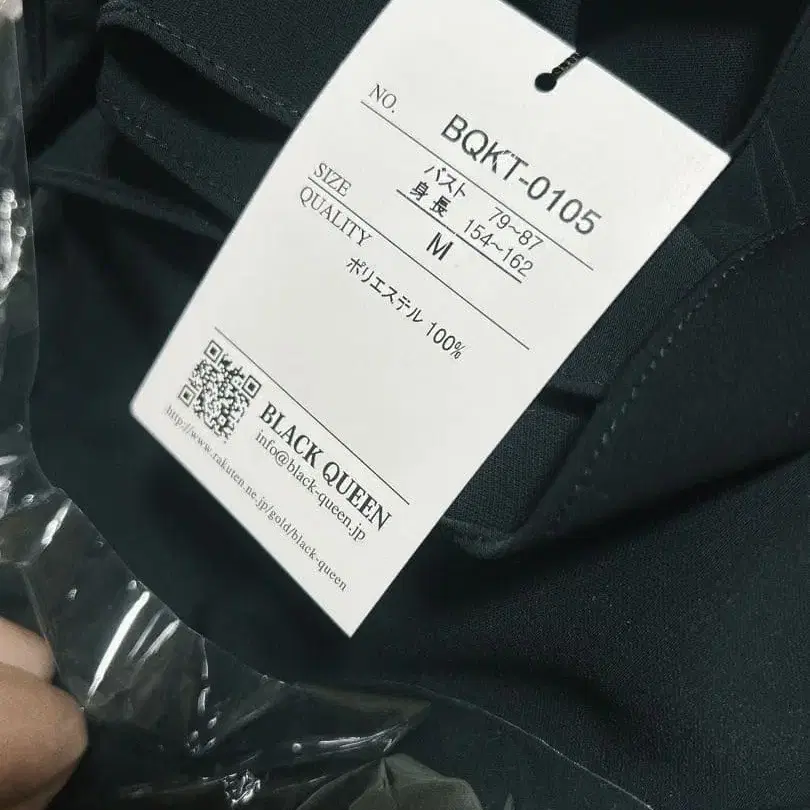 NO.
BQKT-0105
バスト 79~87
身長 154~162
SIZE M
QUALITY
ポリエステル 100%
BLACK QUEEN
info@black-queen.jp
http://www.rakuten.ne.jp/gold/black-queen